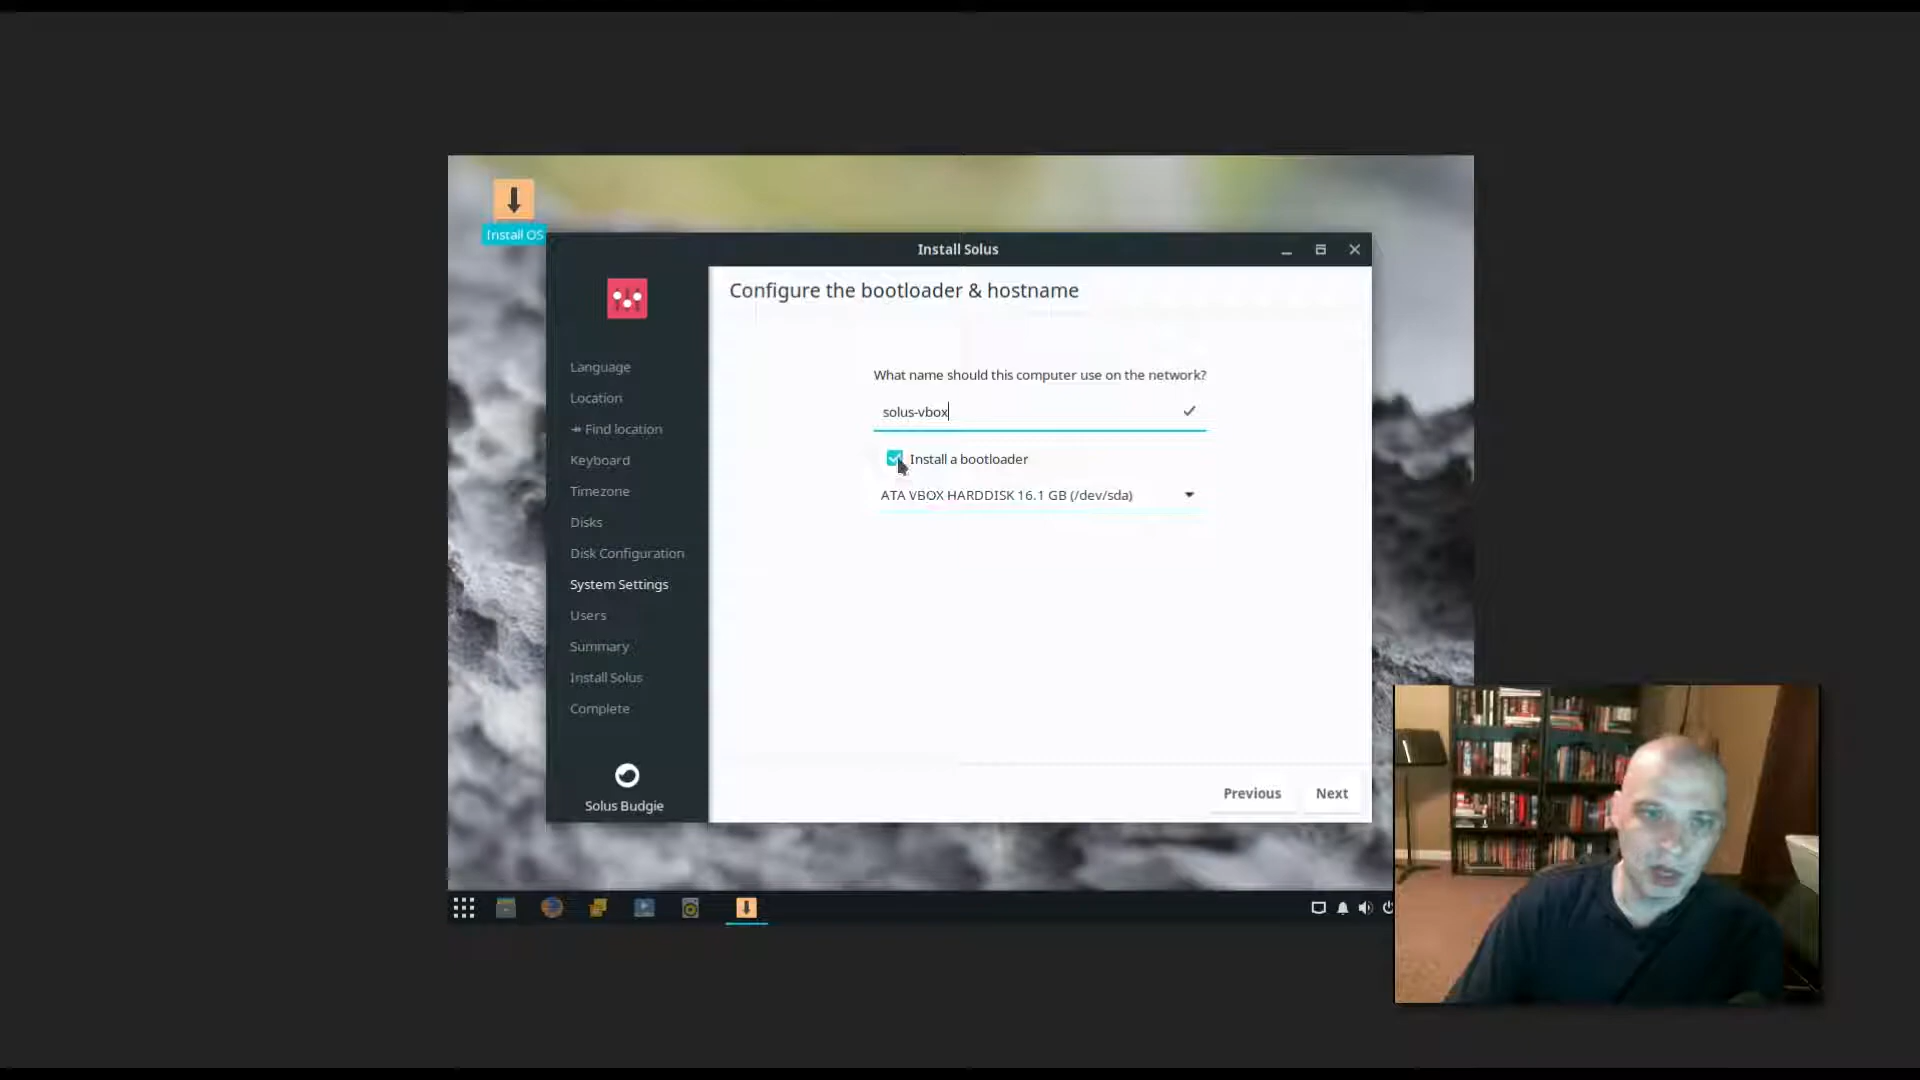 Install OS
Install Solus
Configure the bootloader & hostname
What name should this computer use on the network?
solus-vbox
Install a bootloader
ATA VBOX HARDDISK 16.1 GB (/dev/sda)
Language
Location
↠ Find location
Keyboard
Timezone
Disks
Disk Configuration
System Settings
Users
Summary
Install Solus
Complete
Solus Budgie
Previous
Next